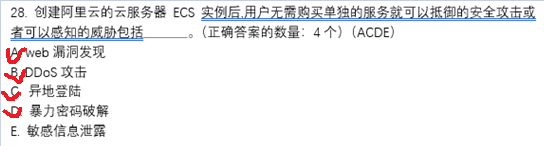 28. 创建阿里云的云服务器 ECS 实例后,用户无需购买单独的服务就可以抵御的安全攻击或
者可以感知的威胁包括______。（正确答案的数量：4 个）（ACDE）
A. web 漏洞发现
B. DDoS 攻击
C. 异地登陆
D. 暴力密码破解
E. 敏感信息泄露